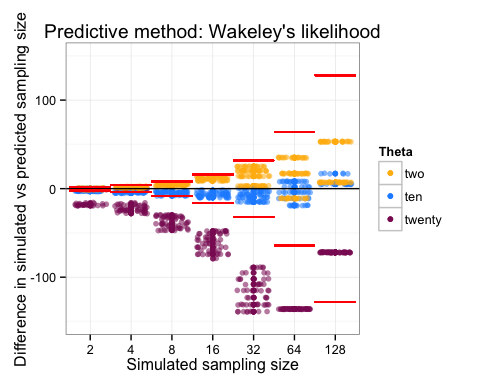 Predictive method: Wakeley's likelihood
Difference in simulated vs predicted sampling size
100
0
-100
2 4 8 16 32 64 128
Simulated sampling size
Theta
two
ten
twenty